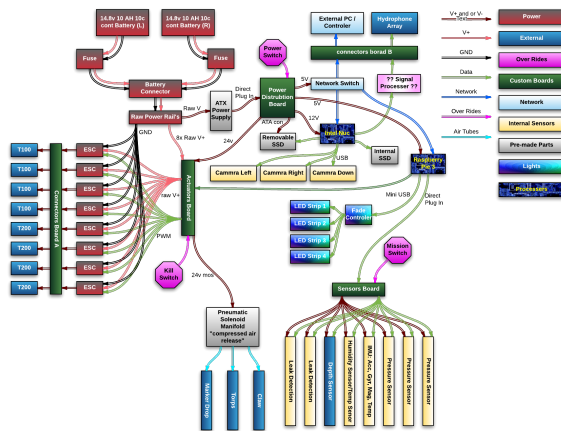 14.8v 10 AH 10c
cont Battery (L)
14.8v 10 AH 10c
cont Battery (R)
Fuse
Fuse
Battery
Connector
Raw Power Rail's
Raw V
ATX
Power
Supply
Direct
Plug In
GND
8x Raw V+
24v
Power
Switch
Power
Distrubtion
Board
5V
5V
12V
ATA con
External PC /
Controler
Hydrophone
Array
connectors borad B
Network Switch
?? Signal
Processer ??
Removable
SSD
Intel Nuc
Internal
SSD
USB
Cammra Left
Cammra Right
Cammra Down
Raspberry
Pie 3
Mini USB
Direct
Plug In
T100
T100
T100
T100
T200
T200
T200
T200
Connectors Board A
ESC
ESC
ESC
ESC
ESC
ESC
ESC
ESC
raw V+
PWM
Actuators Board
Kill
Switch
24v mos
LED Strip 1
LED Strip 2
LED Strip 3
LED Strip 4
Fade
Controler
Mission
Switch
Sensors Board
Pneumatic
Solenoid
Manifold
"compressed air
release"
Marker Drop
Torps
Claw
Leak Detection
Leak Detection
Depth Sensor
Humidity Sensor/Temp Sensor
IMU: Acc, Gyr, Mag, Temp
Pressure Sensor
Pressure Sensor
Pressure Sensor
V+ and or V-
Text
V+
GND
Data
Network
Over Rides
Air Tubes
Power
External
Over Rides
Custom Boards
Network
Internal Sensors
Pre-made Parts
Lights
Processers